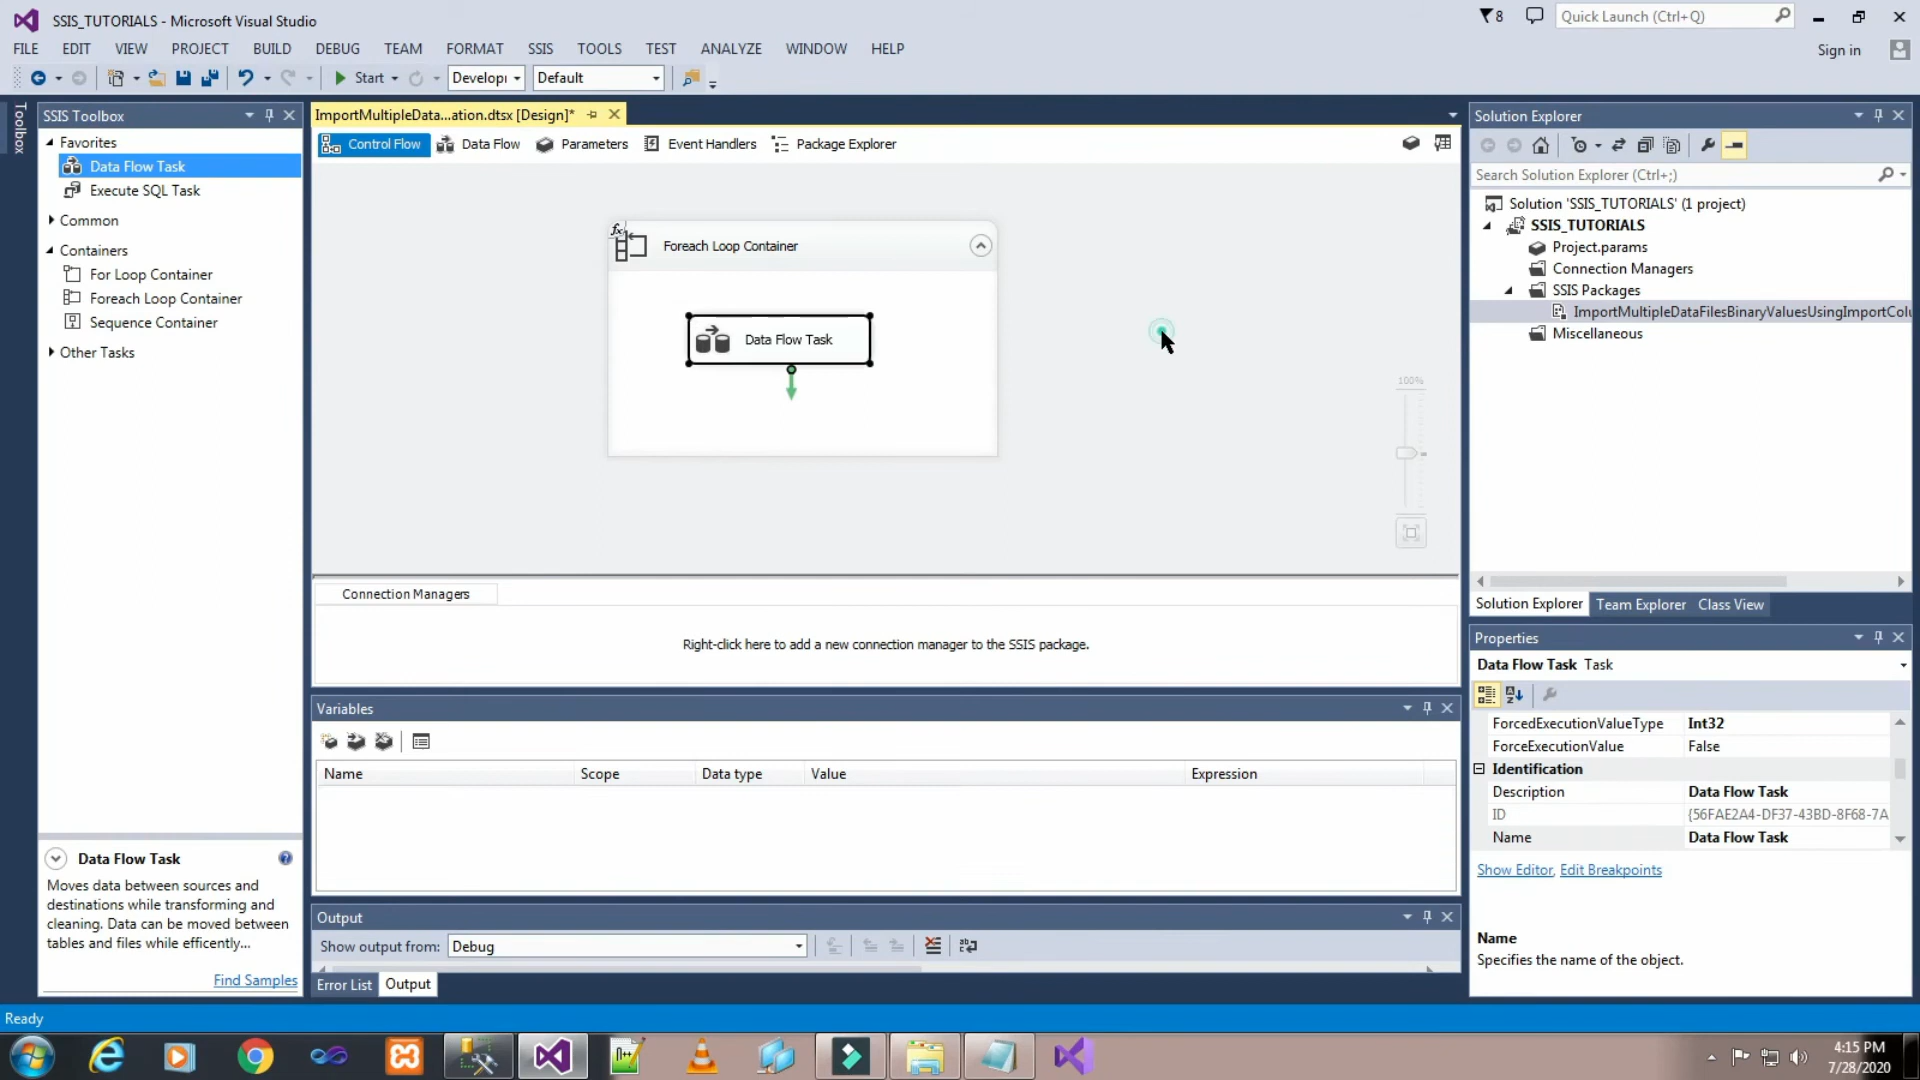 SSIS_TUTORIALS - Microsoft Visual Studio
8
Quick Launch (Ctrl+Q)
FILE EDIT VIEW PROJECT BUILD DEBUG TEAM FORMAT SSIS TOOLS TEST ANALYZE WINDOW HELP
Sign in
Start Developı Default
Toolbox
SSIS Toolbox
Favorites
Data Flow Task
Execute SQL Task
Common
Containers
For Loop Container
Foreach Loop Container
Sequence Container
Other Tasks
Data Flow Task
Moves data between sources and
destinations while transforming and
cleaning. Data can be moved between
tables and files while efficently...
Find Samples
ImportMultipleData...ation.dtsx [Design]*
Control Flow Data Flow Parameters Event Handlers Package Explorer
fx
Foreach Loop Container
Data Flow Task
100%
Connection Managers
Right-click here to add a new connection manager to the SSIS package.
Variables
Name Scope Data type Value Expression
Output
Show output from: Debug
Error List Output
Solution Explorer
Search Solution Explorer (Ctrl+;)
Solution 'SSIS_TUTORIALS' (1 project)
SSIS_TUTORIALS
Project.params
Connection Managers
SSIS Packages
ImportMultipleDataFilesBinaryValuesUsingImportColu
Miscellaneous
Solution Explorer Team Explorer Class View
Properties
Data Flow Task Task
ForcedExecutionValueType Int32
ForceExecutionValue False
Identification
Description Data Flow Task
ID {56FAE2A4-DF37-43BD-8F68-7A
Name Data Flow Task
Show Editor, Edit Breakpoints
Name
Specifies the name of the object.
Ready
4:15 PM
7/28/2020